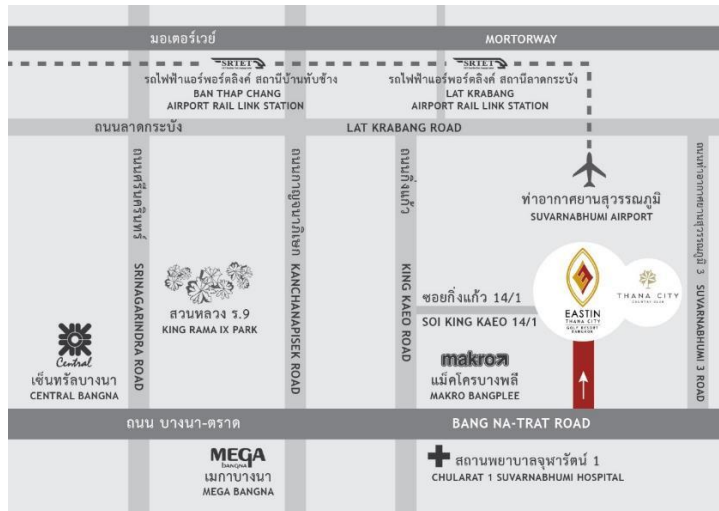 มอเตอร์เวย์
MORTORWAY
SRTET
SRTET
รถไฟฟ้าแอร์พอร์ตลิงค์ สถานีบ้านทับช้าง
BAN THAP CHANG
AIRPORT RAIL LINK STATION
รถไฟฟ้าแอร์พอร์ตลิงค์ สถานีลาดกระบัง
LAT KRABANG
AIRPORT RAIL LINK STATION
ถนนลาดกระบัง
LAT KRABANG ROAD
ถนนศรีนครินทร์
SRINAGARINDRA ROAD
ถนนกาญจนาภิเษก
KANCHANAPISEK ROAD
ถนนกิ่งแก้ว
KING KAEO ROAD
ถนนท่าอากาศยานสุวรรณภูมิ 3
SUVARNABHUMI 3 ROAD
ท่าอากาศยานสุวรรณภูมิ
SUVARNABHUMI AIRPORT
สวนหลวง ร.9
KING RAMA IX PARK
ซอยกิ่งแก้ว 14/1
SOI KING KAEO 14/1
EASTIN
THANA CITY
GOLF RESORT
BANGKOK
THANA CITY
COUNTRY CLUB
Central
เซ็นทรัลบางนา
CENTRAL BANGNA
makro
แม็คโครบางพลี
MAKRO BANGPLEE
ถนน บางนา-ตราด
BANG NA-TRAT ROAD
MEGA
BANGNA
เมกาบางนา
MEGA BANGNA
สถานพยาบาลจุฬารัตน์ 1
CHULARAT 1 SUVARNABHUMI HOSPITAL